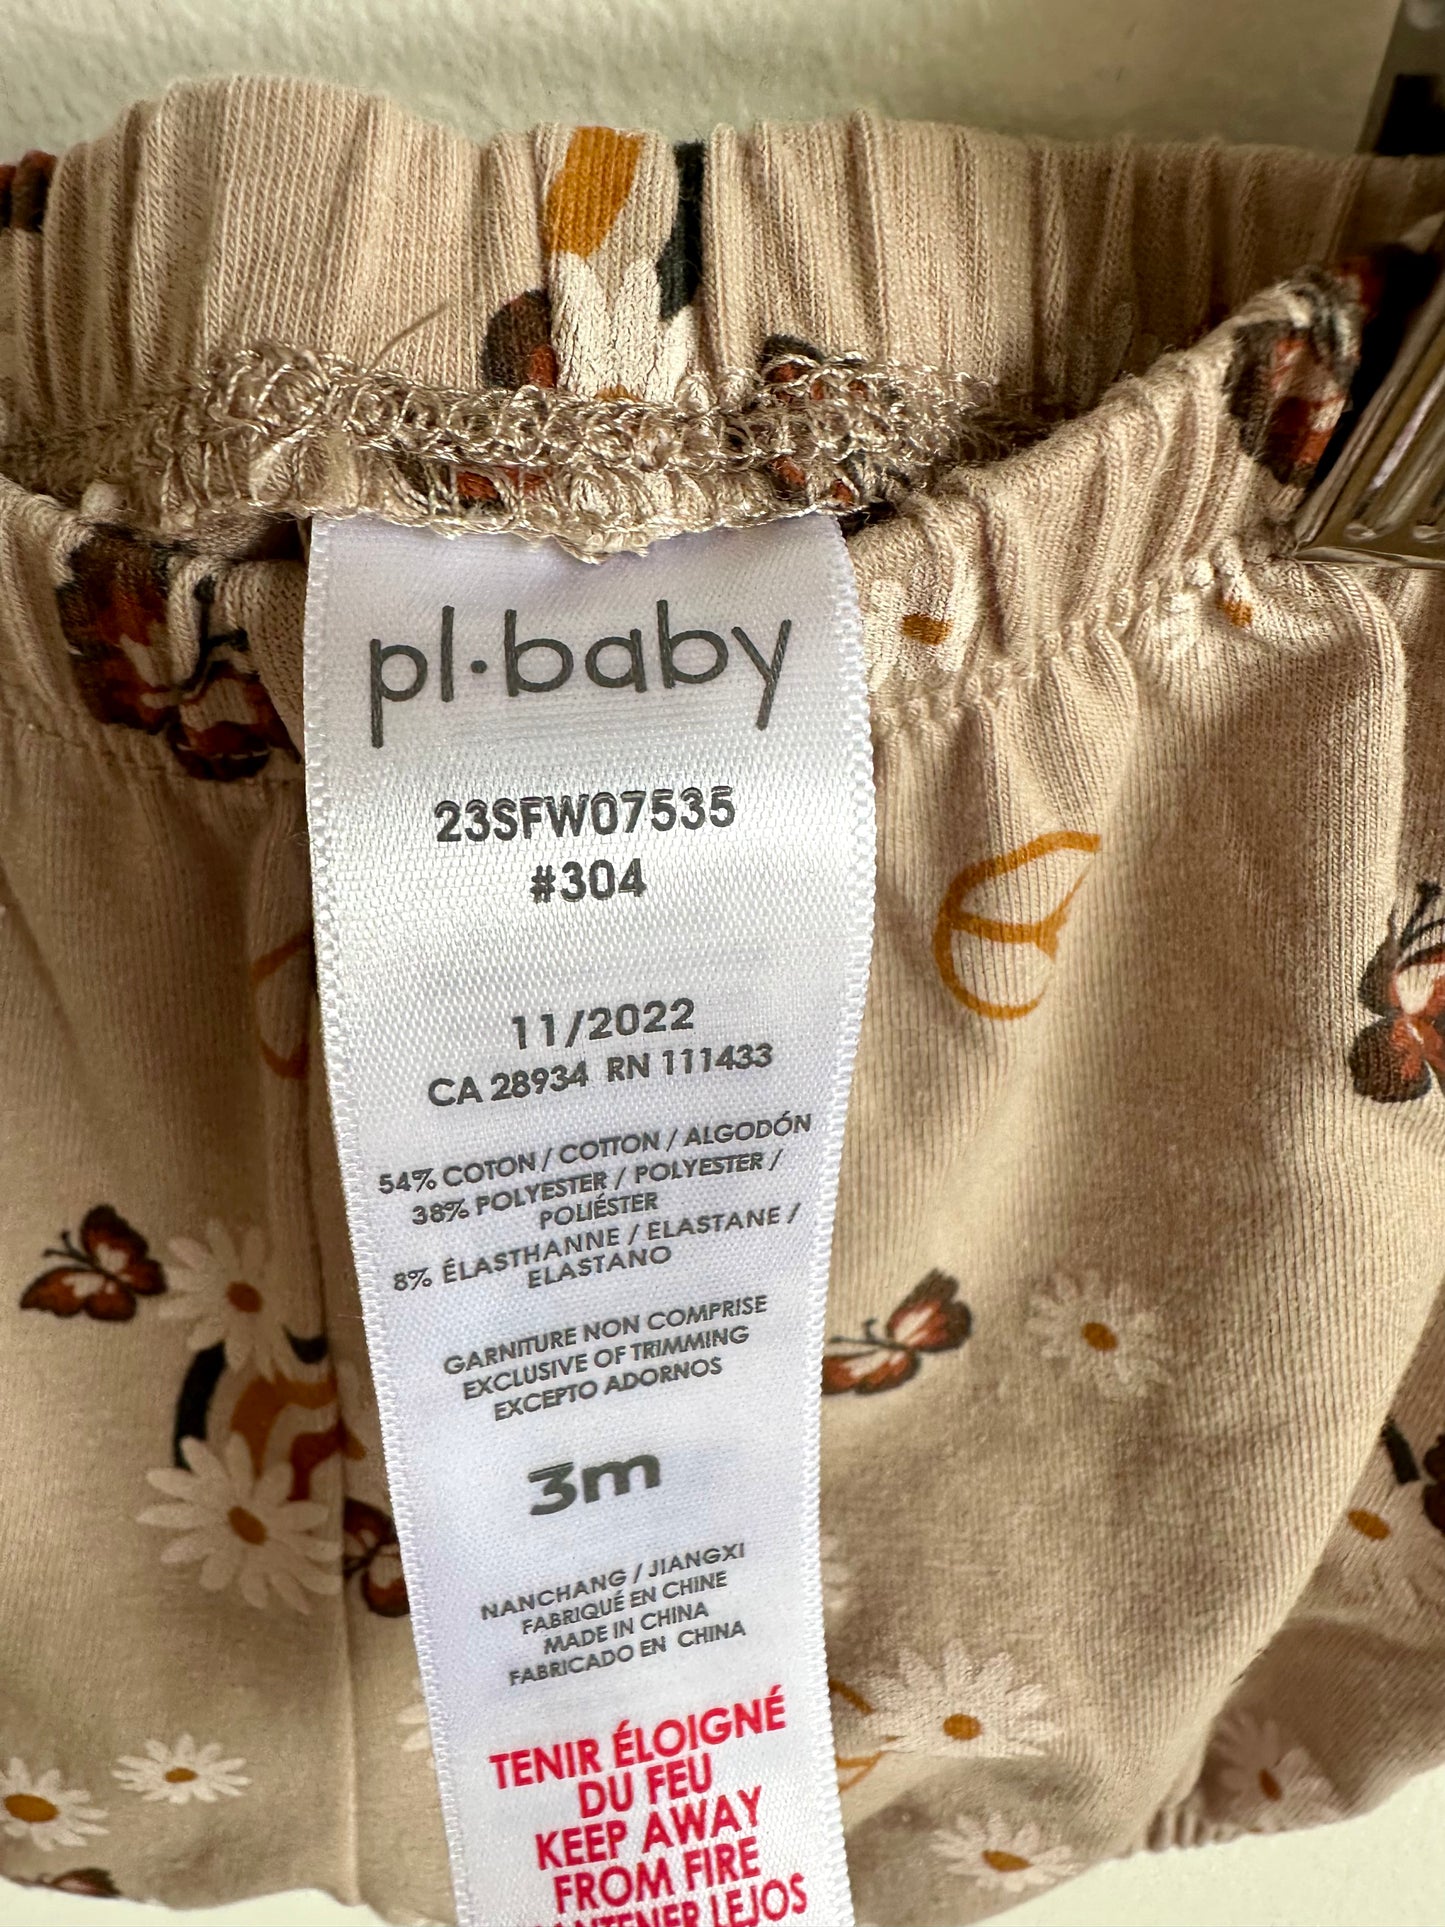 pl·baby
23SFW07535
#304
11/2022
CA 28934 RN 111433
54% COTON / COTTON / ALGODÓN
38% POLYESTER / POLYESTER /
POLIÉSTER
8% ÉLASTHANNE / ELASTANE /
ELASTANO
GARNITURE NON COMPRISE
EXCLUSIVE OF TRIMMING
EXCEPTO ADORNOS
3m
NANCHANG / JIANGXI
FABRIQUÉ EN CHINE
MADE IN CHINA
FABRICADO EN CHINA
TENIR ÉLOIGNÉ
DU FEU
KEEP AWAY
FROM FIRE
MANTENER LEJOS